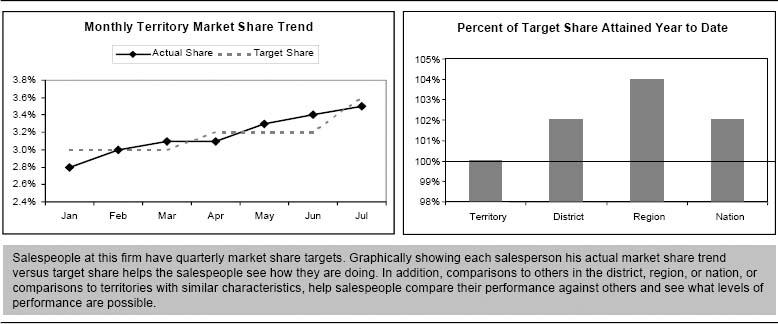 Monthly Territory Market Share Trend
Actual Share Target Share
3.8%
3.6%
3.4%
3.2%
3.0%
2.8%
2.6%
2.4%
Jan Feb Mar Apr May Jun Jul
Percent of Target Share Attained Year to Date
105%
104%
103%
102%
101%
100%
99%
98%
Territory District Region Nation
Salespeople at this firm have quarterly market share targets. Graphically showing each salesperson his actual market share trend
versus target share helps the salespeople see how they are doing. In addition, comparisons to others in the district, region, or nation, or
comparisons to territories with similar characteristics, help salespeople compare their performance against others and see what levels of
performance are possible.